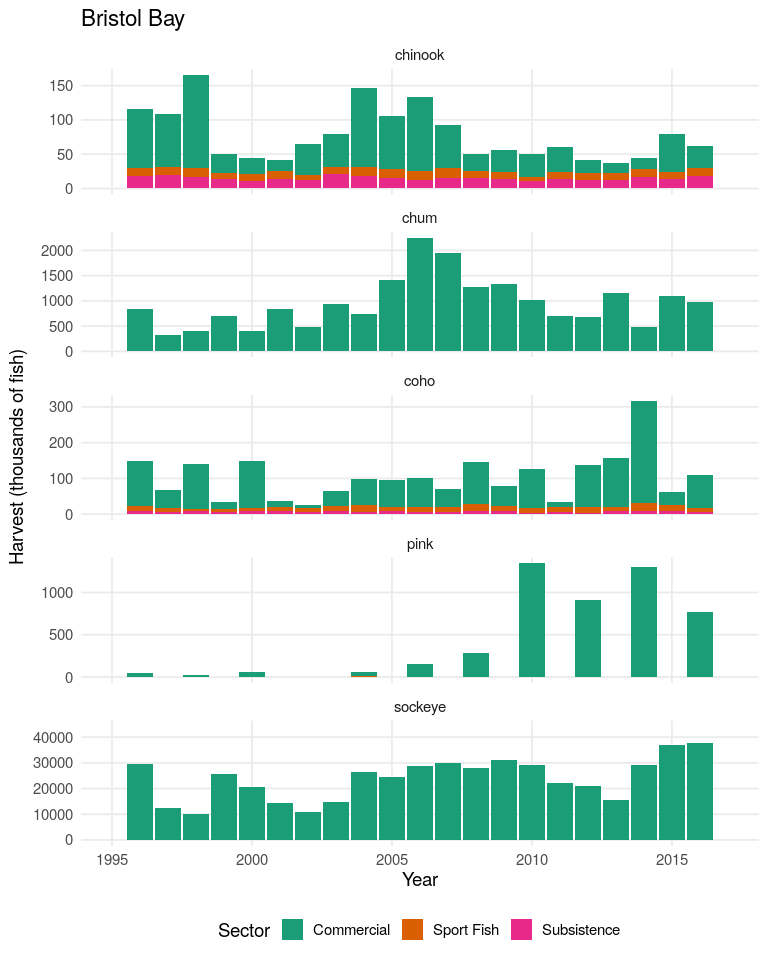 Bristol Bay
chinook
150
100
50
0
chum
2000
1500
1000
500
0
coho
300
200
100
0
pink
1000
500
0
sockeye
40000
30000
20000
10000
0
1995 2000 2005 2010 2015
Year
Harvest (thousands of fish)
Sector Commercial Sport Fish Subsistence